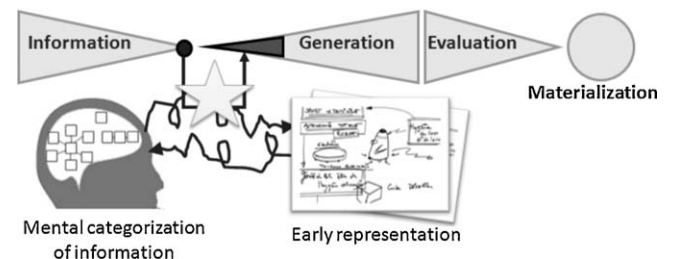 Information
Generation
Evaluation
Materialization
Mental categorization
of information
Early representation